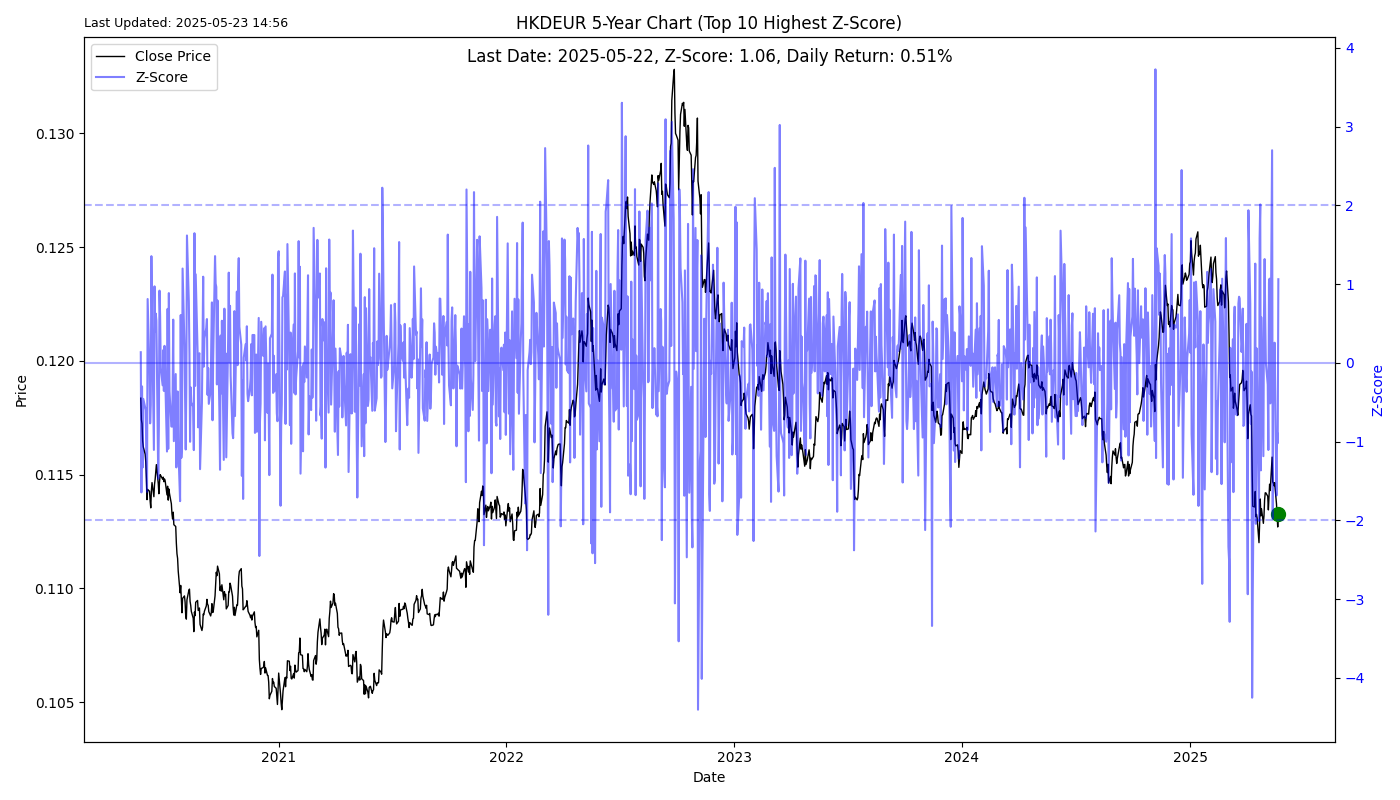 Last Updated: 2025-05-23 14:56
HKDEUR 5-Year Chart (Top 10 Highest Z-Score)
Last Date: 2025-05-22, Z-Score: 1.06, Daily Return: 0.51%
Close Price
Z-Score
Price
0.130
0.125
0.120
0.115
0.110
0.105
4
3
2
1
0
−1
−2
−3
−4
Z-Score
2021
2022
2023
2024
2025
Date